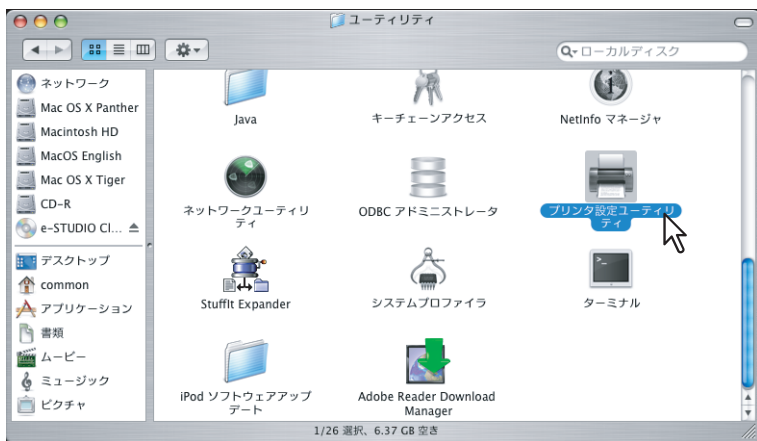 ユーティリティ
ローカルディスク
ネットワーク
Mac OS X Panther
Macintosh HD
MacOS English
Mac OS X Tiger
CD-R
e-STUDIO Cl...
デスクトップ
common
アプリケーション
書類
ムービー
ミュージック
ピクチャ
Java
キーチェーンアクセス
NetInfo マネージャ
ネットワークユーティリ
ティ
ODBC アドミニストレータ
プリンタ設定ユーティリ
ティ
StuffIt Expander
システムプロファイラ
ターミナル
iPod ソフトウェアアップ
デート
Adobe Reader Download
Manager
1/26 選択、6.37 GB 空き